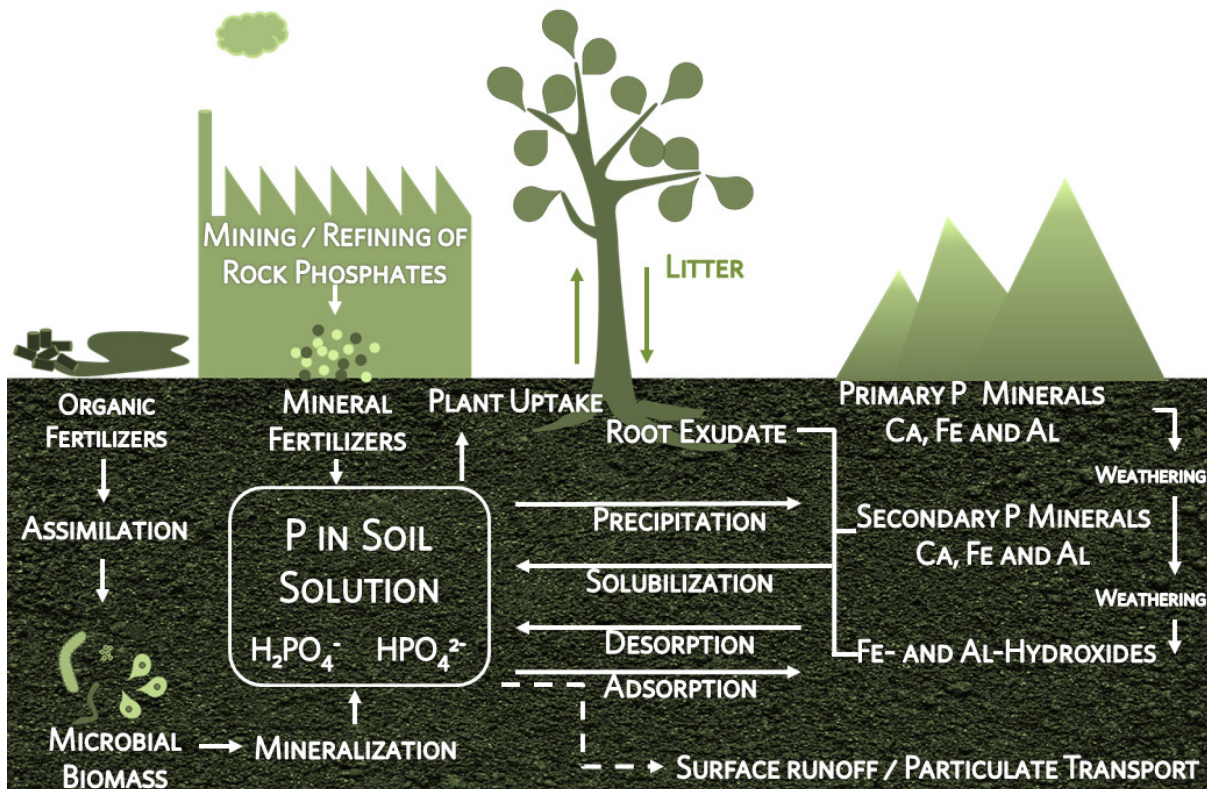 Mining / Refining of
Rock Phosphates
Litter
Organic
Fertilizers
Mineral
Fertilizers
Plant Uptake
Root Exudate
Primary P Minerals
Ca, Fe and Al
Weathering
Assimilation
P in Soil
Solution
H₂PO₄⁻ HPO₄²⁻
Precipitation
Secondary P Minerals
Ca, Fe and Al
Solubilization
Weathering
Desorption
Fe- and Al-Hydroxides
Adsorption
Microbial
Biomass
Mineralization
Surface runoff / Particulate Transport